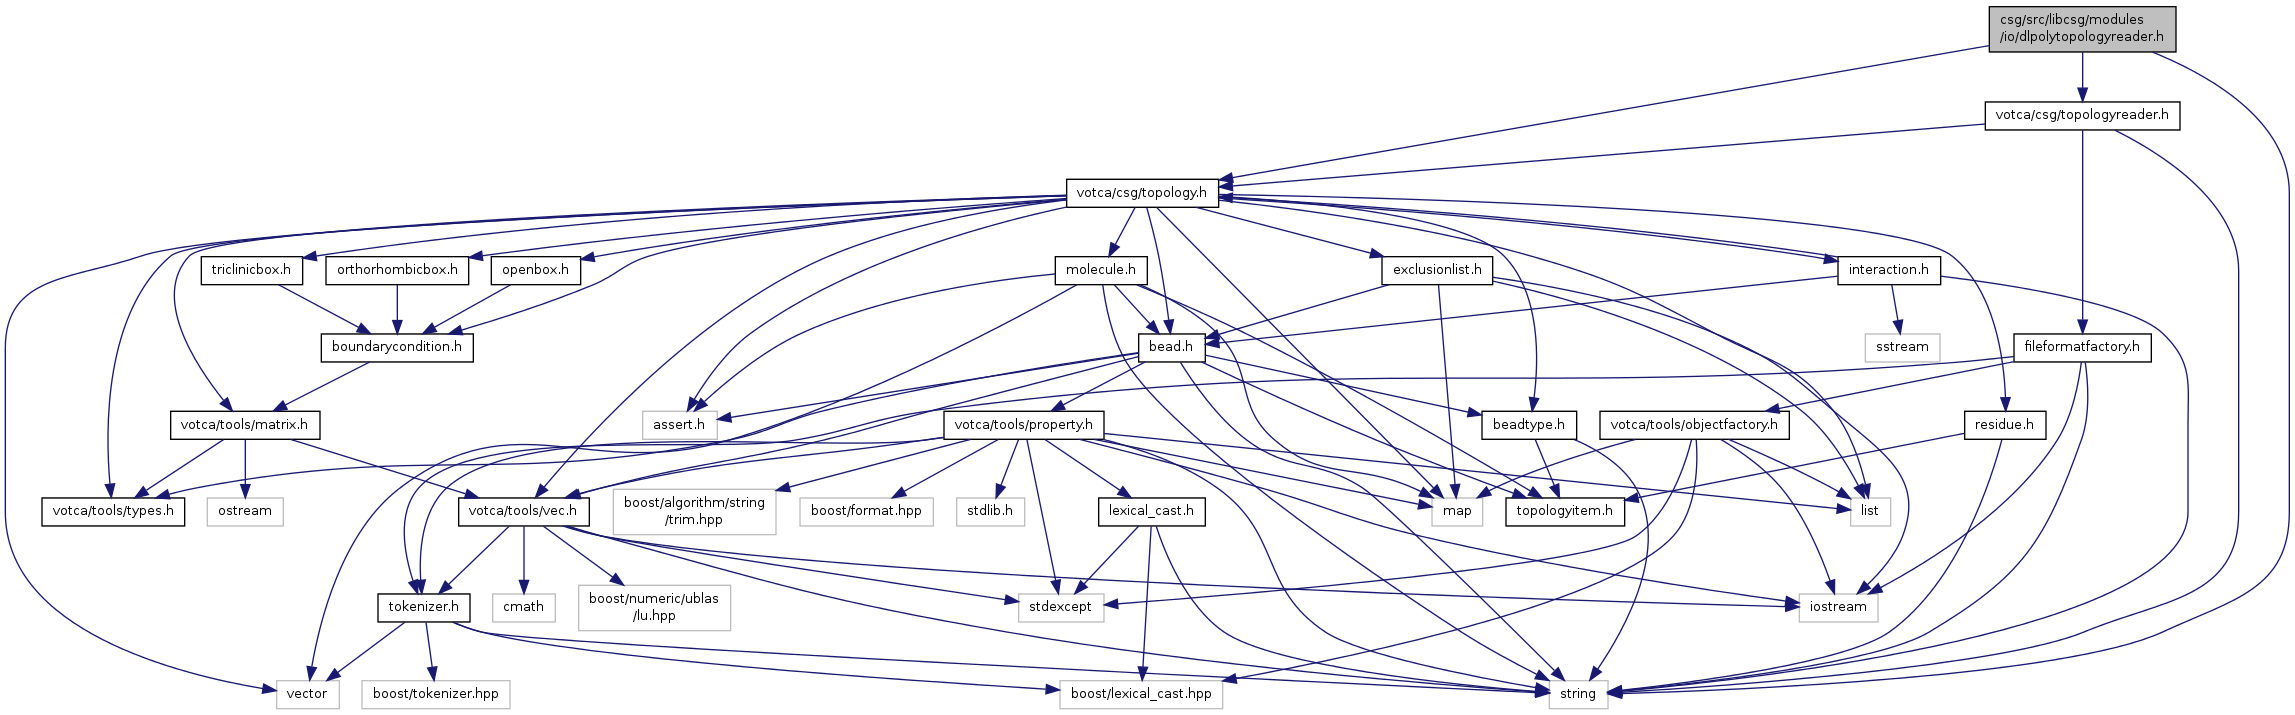 csg/src/libcsg/modules
/io/dlpolytopologyreader.h
votca/csg/topologyreader.h
votca/csg/topology.h
triclinicbox.h
orthorhombicbox.h
openbox.h
molecule.h
exclusionlist.h
interaction.h
boundarycondition.h
bead.h
sstream
fileformatfactory.h
votca/tools/matrix.h
assert.h
votca/tools/property.h
beadtype.h
votca/tools/objectfactory.h
residue.h
votca/tools/types.h
ostream
votca/tools/vec.h
boost/algorithm/string
/trim.hpp
boost/format.hpp
stdlib.h
lexical_cast.h
map
topologyitem.h
list
tokenizer.h
cmath
boost/numeric/ublas
/lu.hpp
stdexcept
iostream
vector
boost/tokenizer.hpp
boost/lexical_cast.hpp
string